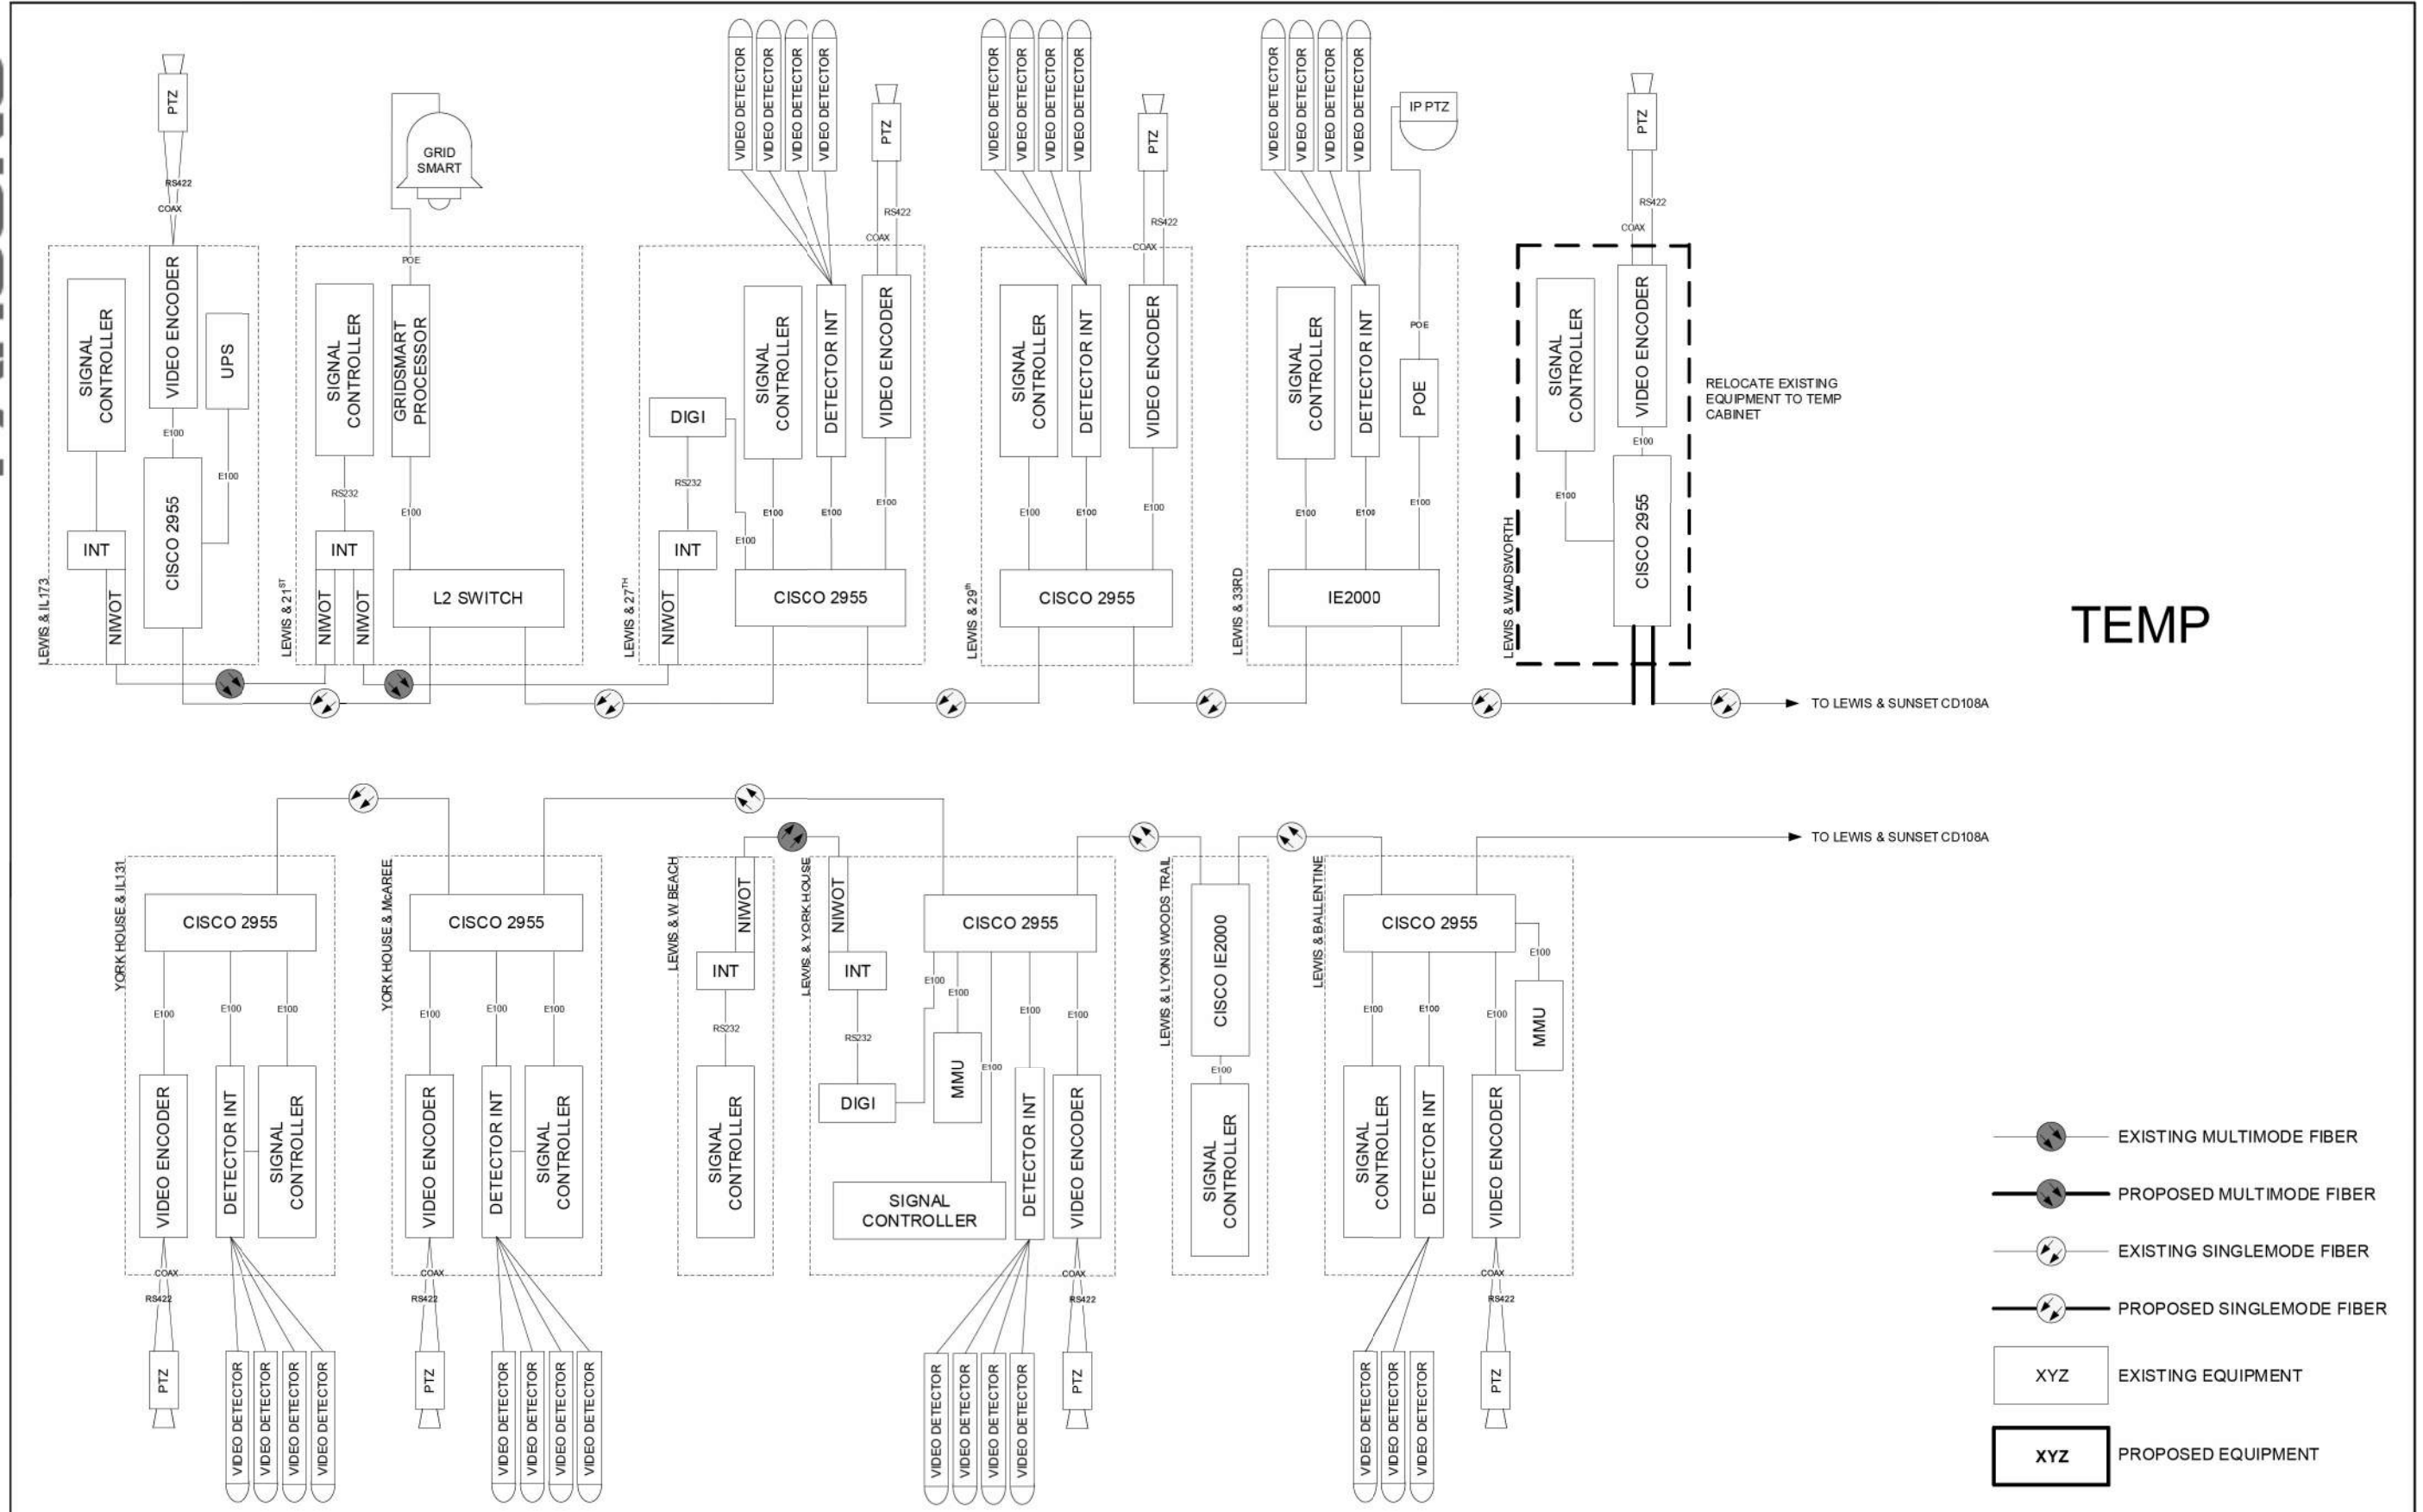 PTZ
RS422
COAX
SIGNAL
CONTROLLER
VIDEO ENCODER
UPS
E100
E100
CISCO 2955
INT
NIWOT
LEWIS & IL173
GRID
SMART
POE
SIGNAL
CONTROLLER
GRIDSMART
PROCESSOR
RS232
E100
INT
NIWOT
NIWOT
L2 SWITCH
LEWIS & 21ST
VIDEO DETECTOR
VIDEO DETECTOR
VIDEO DETECTOR
VIDEO DETECTOR
PTZ
RS422
COAX
DIGI
SIGNAL
CONTROLLER
DETECTOR INT
VIDEO ENCODER
RS232
E100
E100
E100
E100
INT
NIWOT
CISCO 2955
LEWIS & 27TH
VIDEO DETECTOR
VIDEO DETECTOR
VIDEO DETECTOR
VIDEO DETECTOR
PTZ
RS422
COAX
SIGNAL
CONTROLLER
DETECTOR INT
VIDEO ENCODER
E100
E100
E100
CISCO 2955
LEWIS & 29th
VIDEO DETECTOR
VIDEO DETECTOR
VIDEO DETECTOR
VIDEO DETECTOR
IP PTZ
POE
SIGNAL
CONTROLLER
DETECTOR INT
POE
E100
E100
E100
IE2000
LEWIS & 33RD
PTZ
RS422
COAX
SIGNAL
CONTROLLER
VIDEO ENCODER
E100
E100
CISCO 2955
LEWIS & WADSWORTH
RELOCATE EXISTING
EQUIPMENT TO TEMP
CABINET
TEMP
TO LEWIS & SUNSET CD108A
TO LEWIS & SUNSET CD108A
YORK HOUSE & IL131
CISCO 2955
E100
E100
E100
VIDEO ENCODER
DETECTOR INT
SIGNAL
CONTROLLER
COAX
RS422
PTZ
VIDEO DETECTOR
VIDEO DETECTOR
VIDEO DETECTOR
VIDEO DETECTOR
YORK HOUSE & McAREE
CISCO 2955
E100
E100
E100
VIDEO ENCODER
DETECTOR INT
SIGNAL
CONTROLLER
COAX
RS422
PTZ
VIDEO DETECTOR
VIDEO DETECTOR
VIDEO DETECTOR
VIDEO DETECTOR
LEWIS & W BEACH
NIWOT
INT
RS232
SIGNAL
CONTROLLER
LEWIS & YORK HOUSE
NIWOT
INT
RS232
DIGI
CISCO 2955
E100
E100
E100
E100
E100
MMU
SIGNAL
CONTROLLER
DETECTOR INT
VIDEO ENCODER
COAX
RS422
PTZ
VIDEO DETECTOR
VIDEO DETECTOR
VIDEO DETECTOR
VIDEO DETECTOR
LEWIS & LYONS WOODS TRAIL
CISCO IE2000
E100
SIGNAL
CONTROLLER
LEWIS & BALLENTINE
CISCO 2955
E100
E100
E100
E100
MMU
SIGNAL
CONTROLLER
DETECTOR INT
VIDEO ENCODER
COAX
RS422
PTZ
VIDEO DETECTOR
VIDEO DETECTOR
VIDEO DETECTOR
EXISTING MULTIMODE FIBER
PROPOSED MULTIMODE FIBER
EXISTING SINGLEMODE FIBER
PROPOSED SINGLEMODE FIBER
XYZ EXISTING EQUIPMENT
XYZ PROPOSED EQUIPMENT